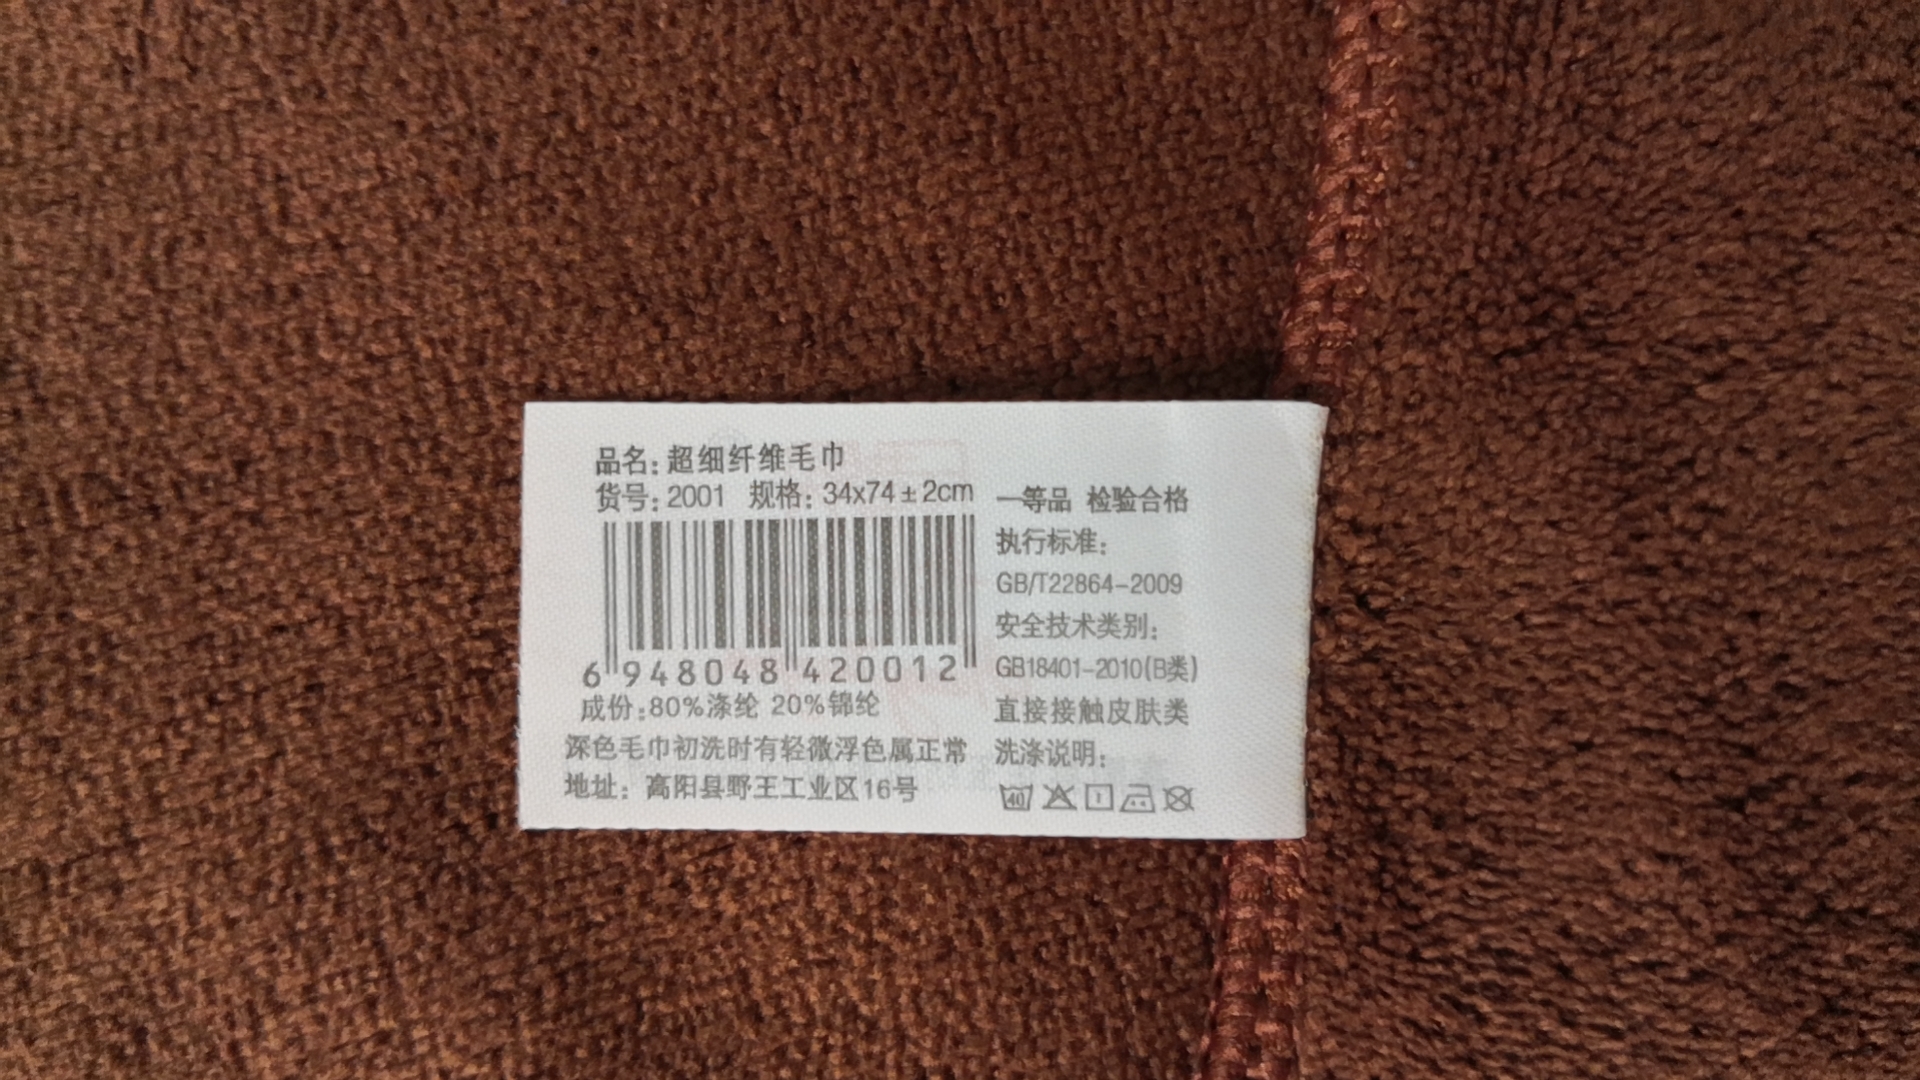 品名: 超细纤维毛巾
货号: 2001 规格: 34x74±2cm
6 948048 420012
成份:80%涤纶 20%锦纶
深色毛巾初洗时有轻微浮色属正常
地址: 高阳县野王工业区16号
一等品 检验合格
执行标准:
GB/T22864-2009
安全技术类别:
GB18401-2010(B类)
直接接触皮肤类
洗涤说明:
40